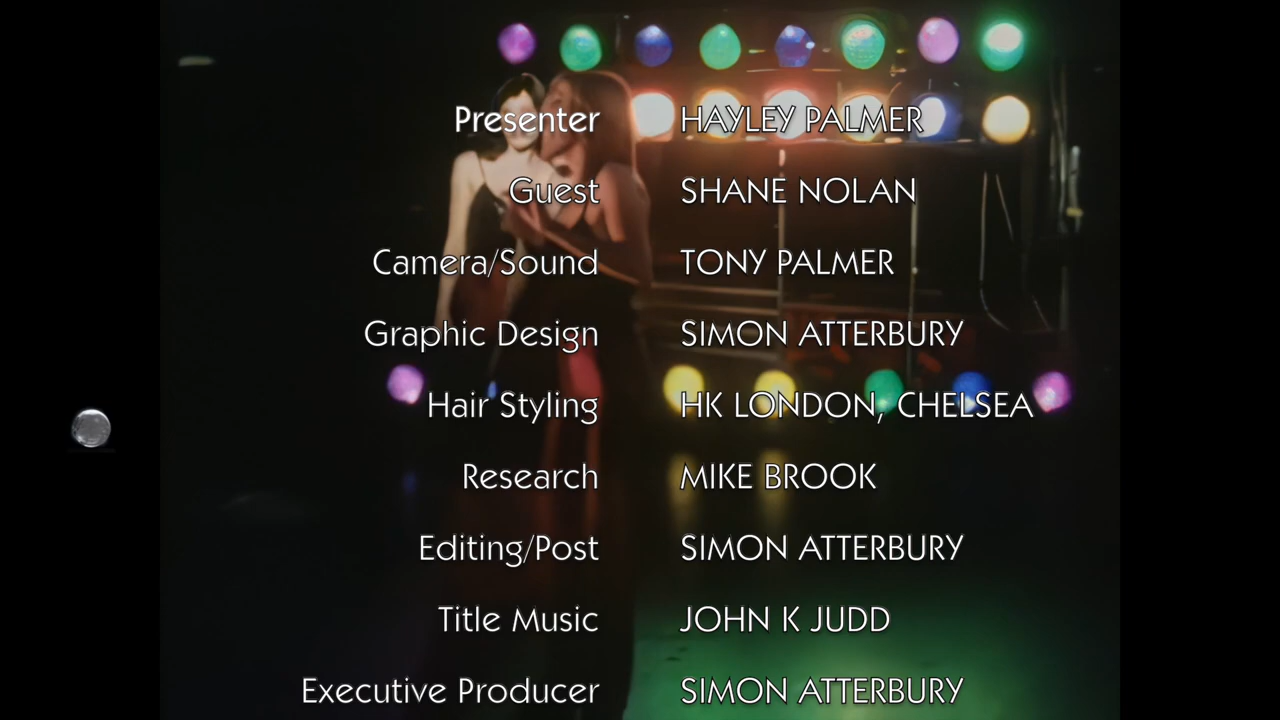 Presenter HAYLEY PALMER
Guest SHANE NOLAN
Camera/Sound TONY PALMER
Graphic Design SIMON ATTERBURY
Hair Styling HK LONDON, CHELSEA
Research MIKE BROOK
Editing/Post SIMON ATTERBURY
Title Music JOHN K JUDD
Executive Producer SIMON ATTERBURY